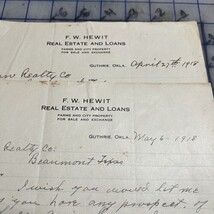 F. W. HEWIT
REAL ESTATE AND LOANS
FARMS AND CITY PROPERTY
FOR SALE AND EXCHANGE
GUTHRIE, OKLA. April 27th 1918
Realty Co
F. W. HEWIT
REAL ESTATE AND LOANS
FARMS AND CITY PROPERTY
FOR SALE AND EXCHANGE
GUTHRIE, OKLA. May 6 - 1918
Realty Co:
Beaumont Texas
I wish you would let me
you have any prospect. of